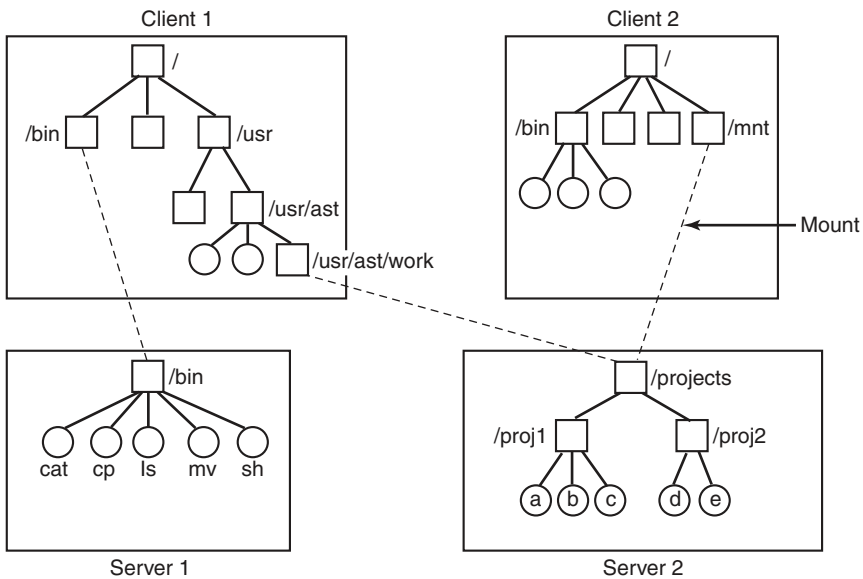 Client 1
Client 2
/
/
/bin
/usr
/bin
/mnt
/usr/ast
Mount
/usr/ast/work
/bin
/projects
/proj1
/proj2
cat
cp
ls
mv
sh
a
b
c
d
e
Server 1
Server 2